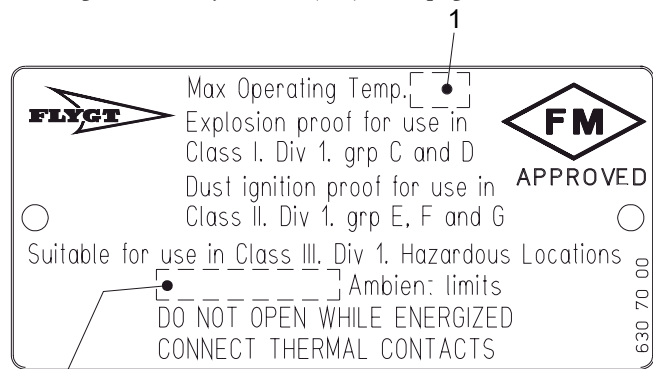 1
Max Operating Temp.
FLYGT
Explosion proof for use in
FM
Class I. Div 1. grp C and D
APPROVED
Dust ignition proof for use in
Class II. Div 1. grp E, F and G
Suitable for use in Class III. Div 1. Hazardous Locations
Ambien: limits
DO NOT OPEN WHILE ENERGIZED
CONNECT THERMAL CONTACTS
630 70 00